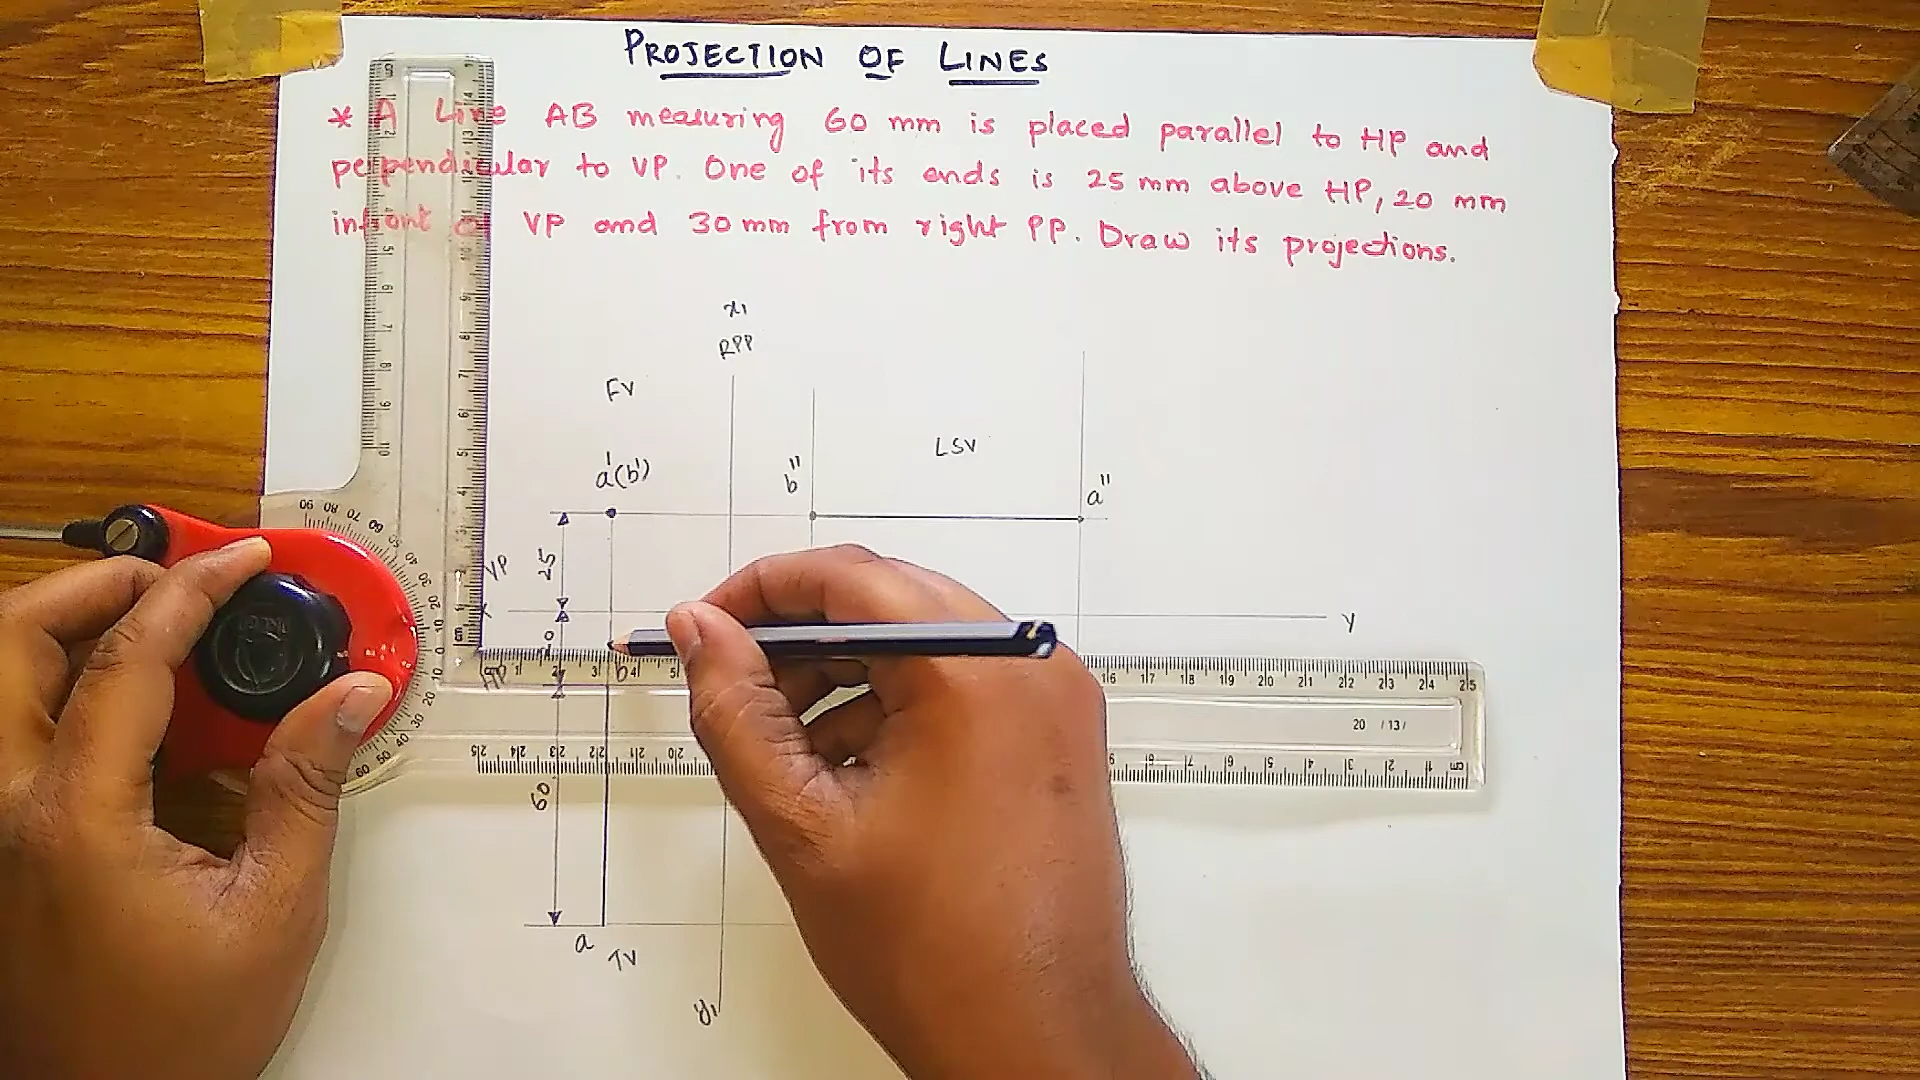 PROJECTION OF LINES
* A Line AB measuring 60 mm is placed parallel to HP and
perpendicular to VP. One of its ends is 25 mm above HP, 20 mm
infront of VP and 30 mm from right PP. Draw its projections.
x1
RPP
FV
LSV
a'(b')
b"
a"
25
VP
X
Y
HP
b
60
a
TV
y1
20 /13/